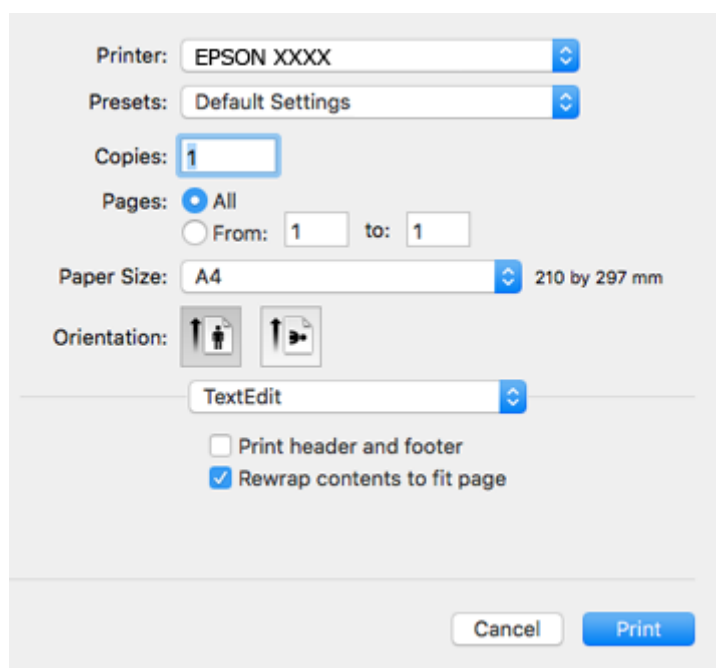 Printer: EPSON XXXX
Presets: Default Settings
Copies: 1
Pages: All
From: 1 to: 1
Paper Size: A4 210 by 297 mm
Orientation:
TextEdit
Print header and footer
Rewrap contents to fit page
Cancel Print